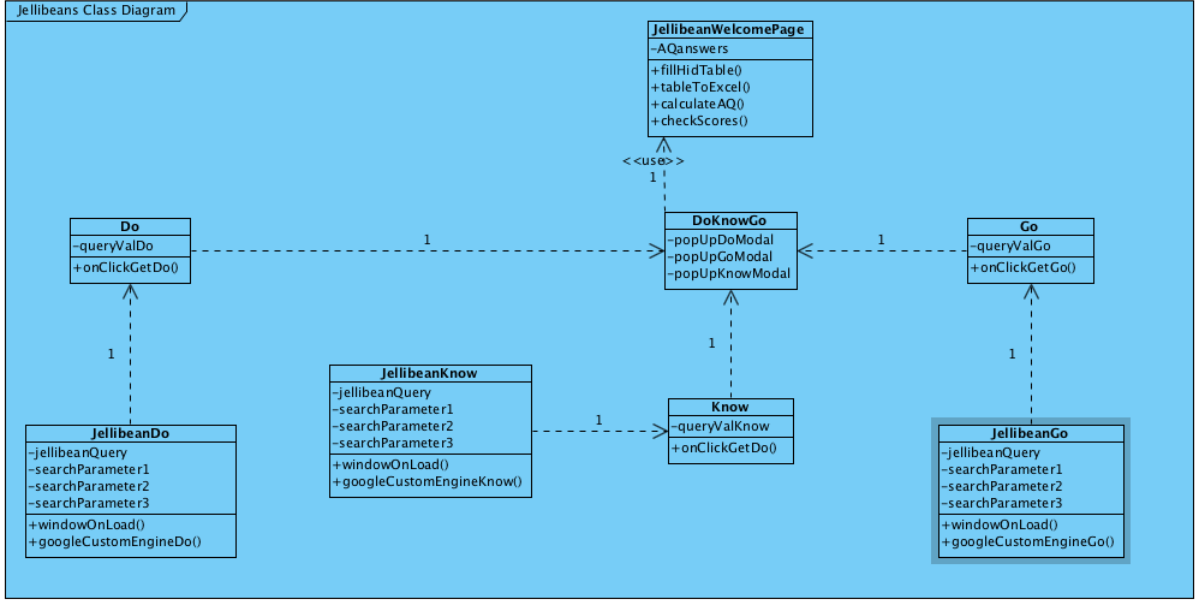 Jellibeans Class Diagram
JellibeanWelcomePage
-AQanswers
+fillHidTable()
+tableToExcel()
+calculateAQ()
+checkScores()
<<use>>
1
Do
-queryValDo
+onClickGetDo()
1
DoKnowGo
-popUpDoModal
-popUpGoModal
-popUpKnowModal
1
Go
-queryValGo
+onClickGetGo()
1
1
1
JellibeanKnow
-jellibeanQuery
-searchParameter1
-searchParameter2
-searchParameter3
+windowOnLoad()
+googleCustomEngineKnow()
1
Know
-queryValKnow
+onClickGetDo()
JellibeanDo
-jellibeanQuery
-searchParameter1
-searchParameter2
-searchParameter3
+windowOnLoad()
+googleCustomEngineDo()
JellibeanGo
-jellibeanQuery
-searchParameter1
-searchParameter2
-searchParameter3
+windowOnLoad()
+googleCustomEngineGo()